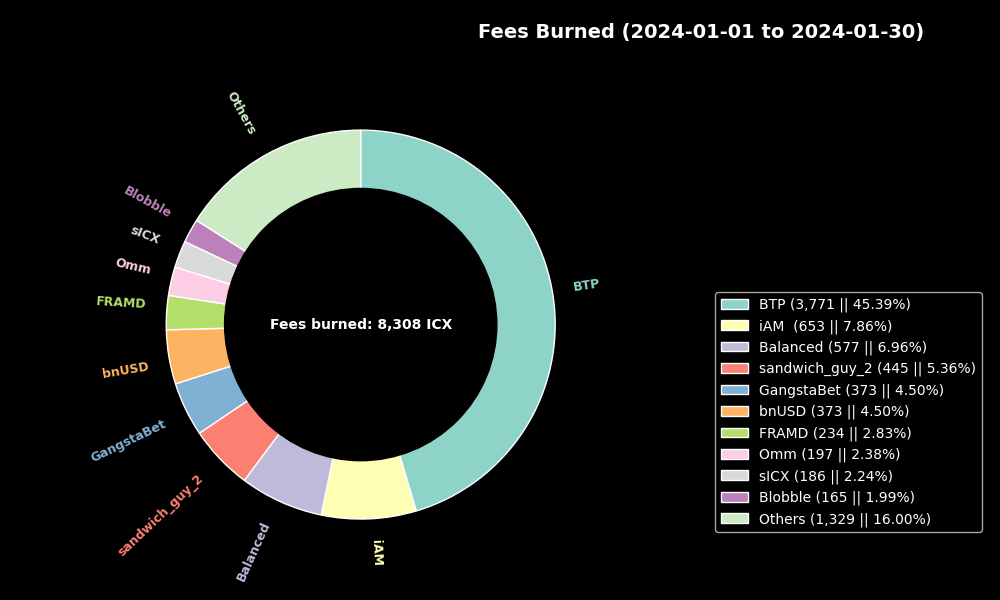 Fees Burned (2024-01-01 to 2024-01-30)
Others
Blobble
sICX
Omm
FRAMD
bnUSD
GangstaBet
sandwich_guy_2
Balanced
iAM
BTP
Fees burned: 8,308 ICX
BTP (3,771 || 45.39%)
iAM  (653 || 7.86%)
Balanced (577 || 6.96%)
sandwich_guy_2 (445 || 5.36%)
GangstaBet (373 || 4.50%)
bnUSD (373 || 4.50%)
FRAMD (234 || 2.83%)
Omm (197 || 2.38%)
sICX (186 || 2.24%)
Blobble (165 || 1.99%)
Others (1,329 || 16.00%)